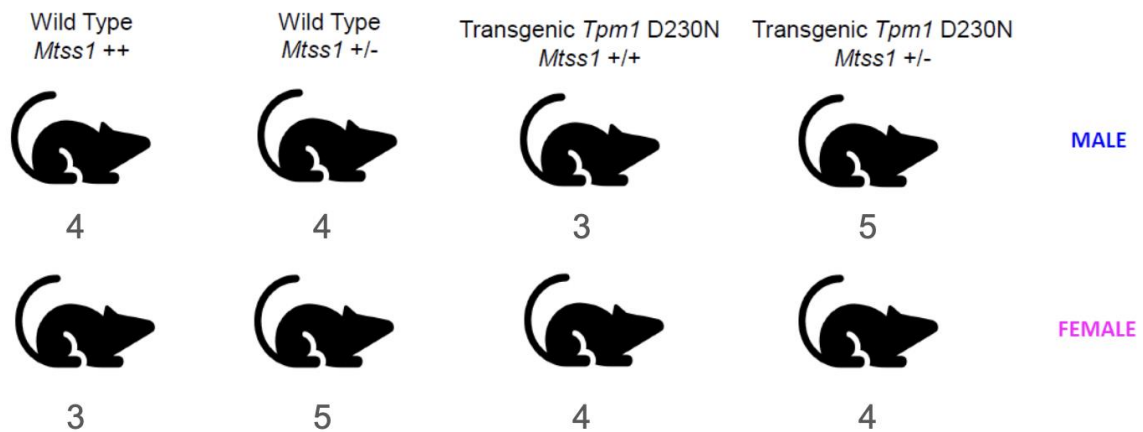 Wild Type
Mtss1 ++
Wild Type
Mtss1 +/-
Transgenic Tpm1 D230N
Mtss1 +/+
Transgenic Tpm1 D230N
Mtss1 +/-
MALE
4 4 3 5
FEMALE
3 5 4 4